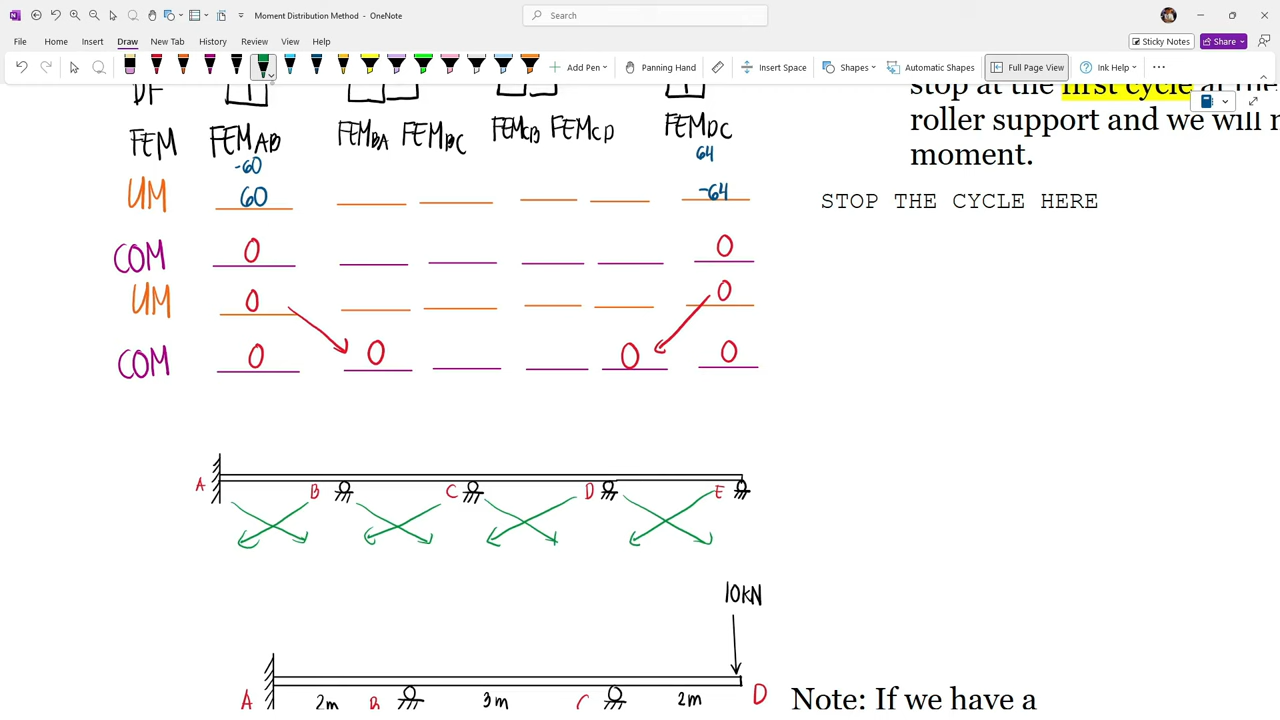 Moment Distribution Method - OneNote
Search
File Home Insert Draw New Tab History Review View Help
Sticky Notes Share
Add Pen Panning Hand Insert Space Shapes Automatic Shapes Full Page View Ink Help
DF 1 1
stop at the first cycle at the
roller support and we will n
moment.
FEM FEMAB FEMBA FEMBC FEMCB FEMCD FEMDC
-60 64
UM 60 -64
STOP THE CYCLE HERE
COM 0 0
UM 0 0
COM 0 0 0 0
A B C D E
10kN
A 2m B 3m C 2m D
Note: If we have a